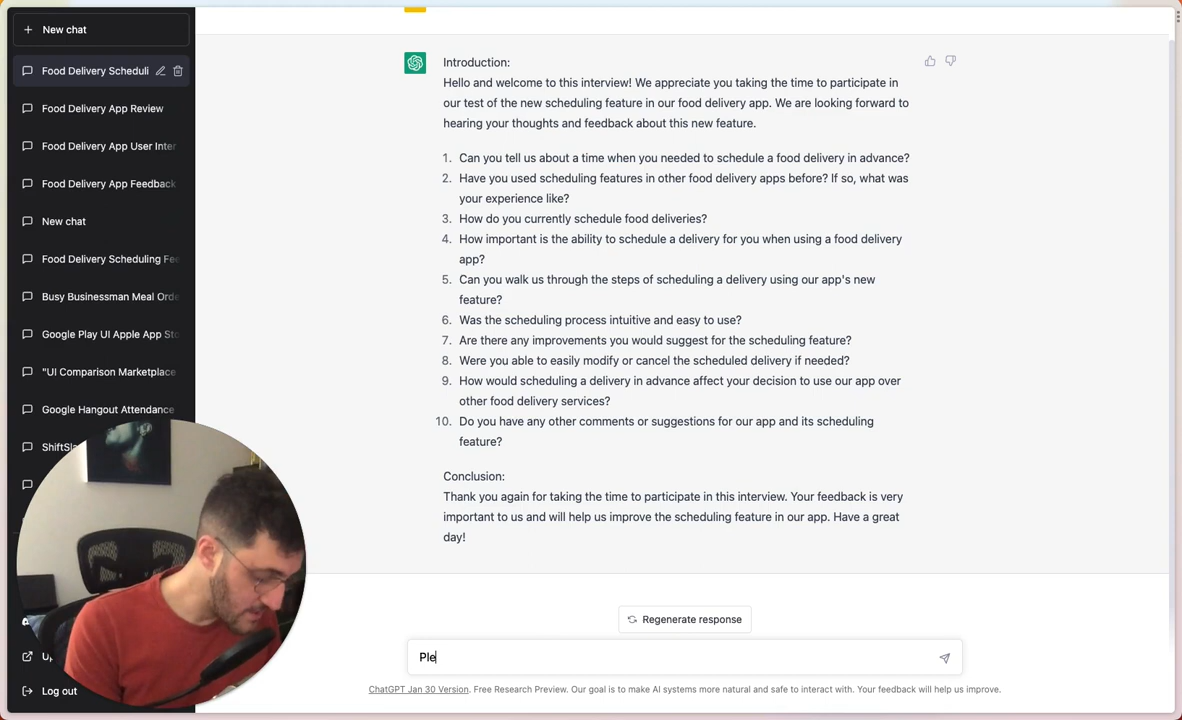 New chat
Food Delivery Scheduli
Food Delivery App Review
Food Delivery App User Inter
Food Delivery App Feedback
New chat
Food Delivery Scheduling Fee
Busy Businessman Meal Orde
Google Play UI Apple App Sto
"UI Comparison Marketplace
Google Hangout Attendance
ShiftSla
Up
Log out
Introduction:
Hello and welcome to this interview! We appreciate you taking the time to participate in
our test of the new scheduling feature in our food delivery app. We are looking forward to
hearing your thoughts and feedback about this new feature.
1. Can you tell us about a time when you needed to schedule a food delivery in advance?
2. Have you used scheduling features in other food delivery apps before? If so, what was
your experience like?
3. How do you currently schedule food deliveries?
4. How important is the ability to schedule a delivery for you when using a food delivery
app?
5. Can you walk us through the steps of scheduling a delivery using our app's new
feature?
6. Was the scheduling process intuitive and easy to use?
7. Are there any improvements you would suggest for the scheduling feature?
8. Were you able to easily modify or cancel the scheduled delivery if needed?
9. How would scheduling a delivery in advance affect your decision to use our app over
other food delivery services?
10. Do you have any other comments or suggestions for our app and its scheduling
feature?
Conclusion:
Thank you again for taking the time to participate in this interview. Your feedback is very
important to us and will help us improve the scheduling feature in our app. Have a great
day!
Regenerate response
Ple
ChatGPT Jan 30 Version. Free Research Preview. Our goal is to make AI systems more natural and safe to interact with. Your feedback will help us improve.